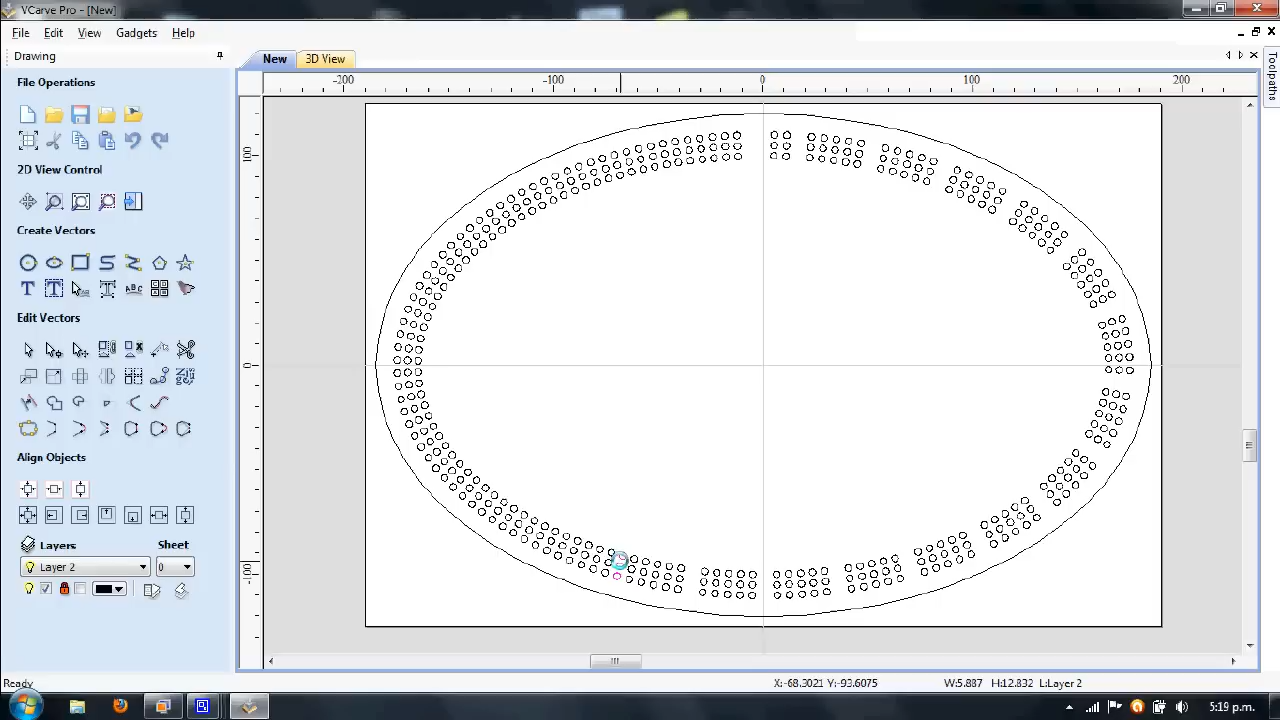 VCarve Pro - [New]
File Edit View Gadgets Help
Drawing
New
3D View
Toolpaths
File Operations
2D View Control
Create Vectors
Edit Vectors
Align Objects
Layers
Sheet
Layer 2
0
-200
-100
0
100
200
100
0
-100
Ready
X:-68.3021 Y:-93.6075
W:5.887 H:12.832 L:Layer 2
5:19 p.m.